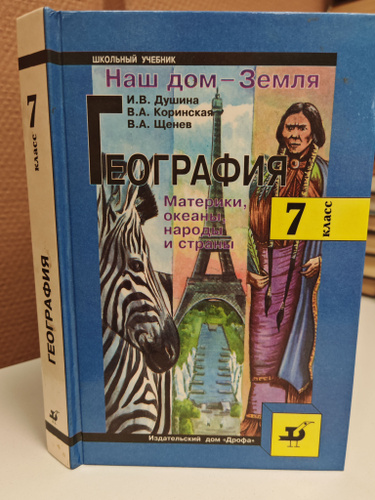 ШКОЛЬНЫЙ УЧЕБНИК
Наш дом – Земля
И.В. Душина
В.А. Коринская
В.А. Щенев
ГЕОГРАФИЯ
Материки,
океаны,
народы
и страны
7
класс
Издательский дом «Дрофа»
7
класс
ГЕОГРАФИЯ